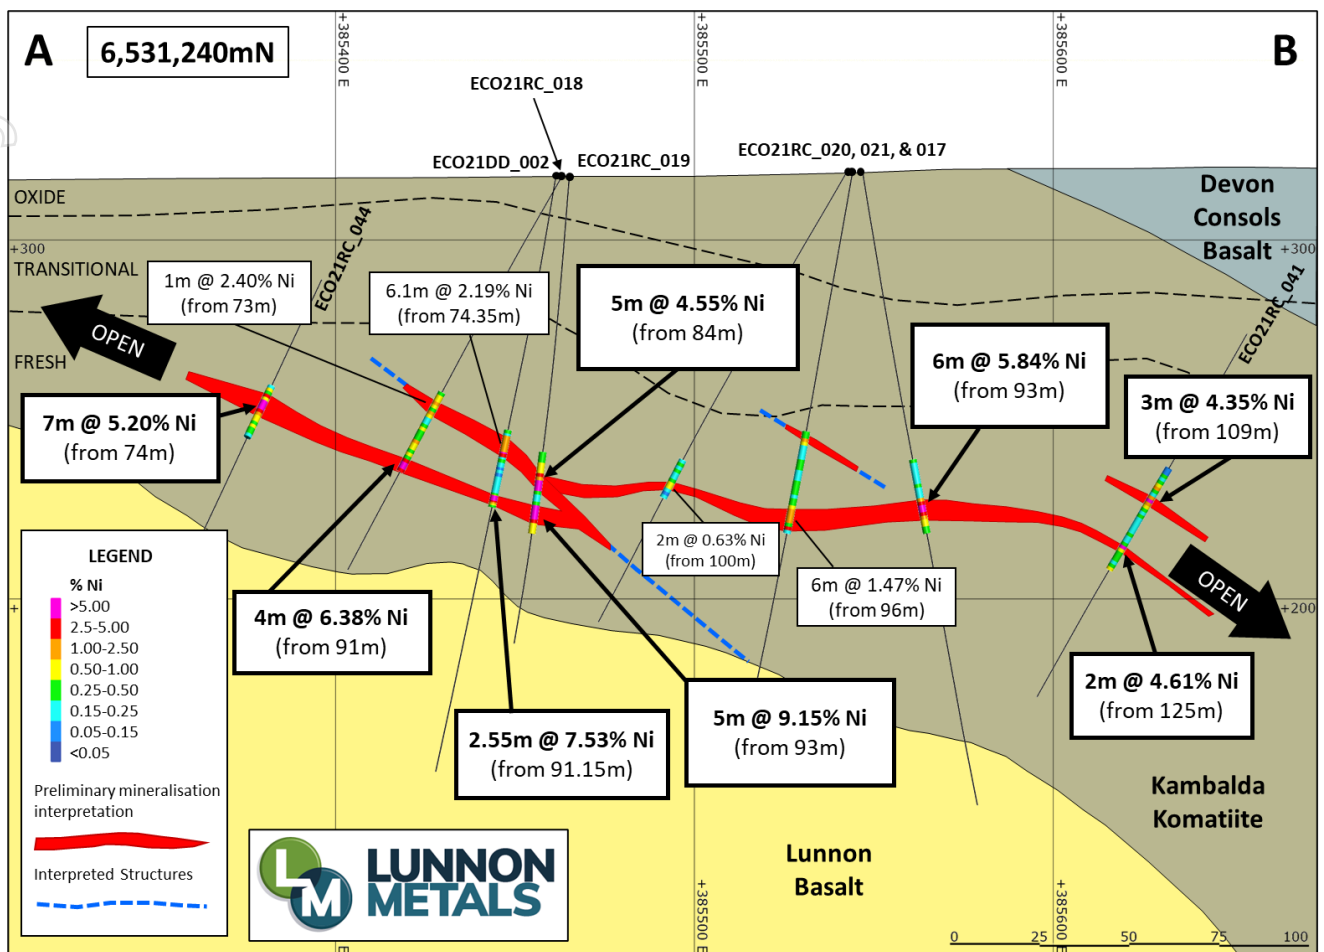 A
6,531,240mN
+385400 E
+385500 E
+385600 E
B
ECO21RC_018
ECO21DD_002
ECO21RC_019
ECO21RC_020, 021, & 017
OXIDE
Devon
Consols
Basalt
+300
+300
TRANSITIONAL
ECO21RC_044
ECO21RC_041
1m @ 2.40% Ni
(from 73m)
6.1m @ 2.19% Ni
(from 74.35m)
5m @ 4.55% Ni
(from 84m)
OPEN
FRESH
6m @ 5.84% Ni
(from 93m)
3m @ 4.35% Ni
(from 109m)
7m @ 5.20% Ni
(from 74m)
2m @ 0.63% Ni
(from 100m)
6m @ 1.47% Ni
(from 96m)
OPEN
+
+200
4m @ 6.38% Ni
(from 91m)
2.55m @ 7.53% Ni
(from 91.15m)
5m @ 9.15% Ni
(from 93m)
2m @ 4.61% Ni
(from 125m)
LEGEND
% Ni
>5.00
2.5-5.00
1.00-2.50
0.50-1.00
0.25-0.50
0.15-0.25
0.05-0.15
<0.05
Preliminary mineralisation
interpretation
Interpreted Structures
LM
LUNNON
METALS
Lunnon
Basalt
Kambalda
Komatiite
E
+385500 E
+385600 E
0 25 50 75 100